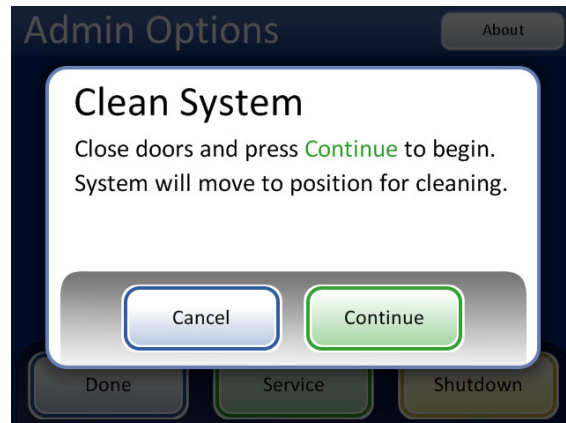 Admin Options
About
Clean System
Close doors and press Continue to begin.
System will move to position for cleaning.
Cancel
Continue
Done
Service
Shutdown